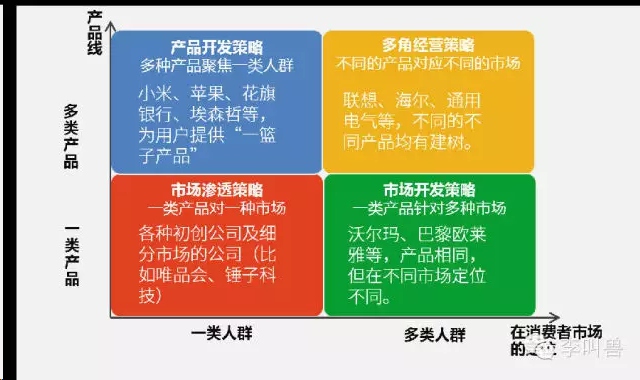 产品线
产品开发策略
多种产品聚焦一类人群
小米、苹果、花旗
银行、埃森哲等，
为用户提供“一篮
子产品”
多角经营策略
不同的产品对应不同的市场
联想、海尔、通用
电气等，不同的不
同产品均有建树。
多类产品
市场渗透策略
一类产品对一种市场
各种初创公司及细
分市场的公司（比
如唯品会、锤子科
技）
市场开发策略
一类产品针对多种市场
沃尔玛、巴黎欧莱
雅等，产品相同，
但在不同市场定位
不同。
一类产品
一类人群
多类人群
在消费者市场
的定位
李叫兽